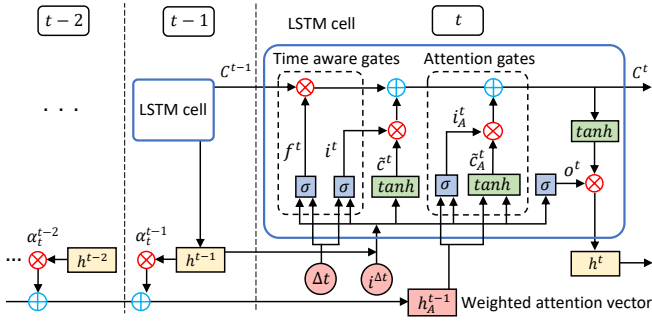 t − 2
t − 1
LSTM cell
t
C^{t−1}
Time aware gates
Attention gates
C^t
LSTM cell
. . .
f^t
i^t
c̃^t
i_A^t
c̃_A^t
tanh
σ
σ
tanh
σ
tanh
σ
o^t
α_t^{t−2}
α_t^{t−1}
...
h^{t−2}
h^{t−1}
Δt
i^{Δt}
h^t
h_A^{t−1}
Weighted attention vector